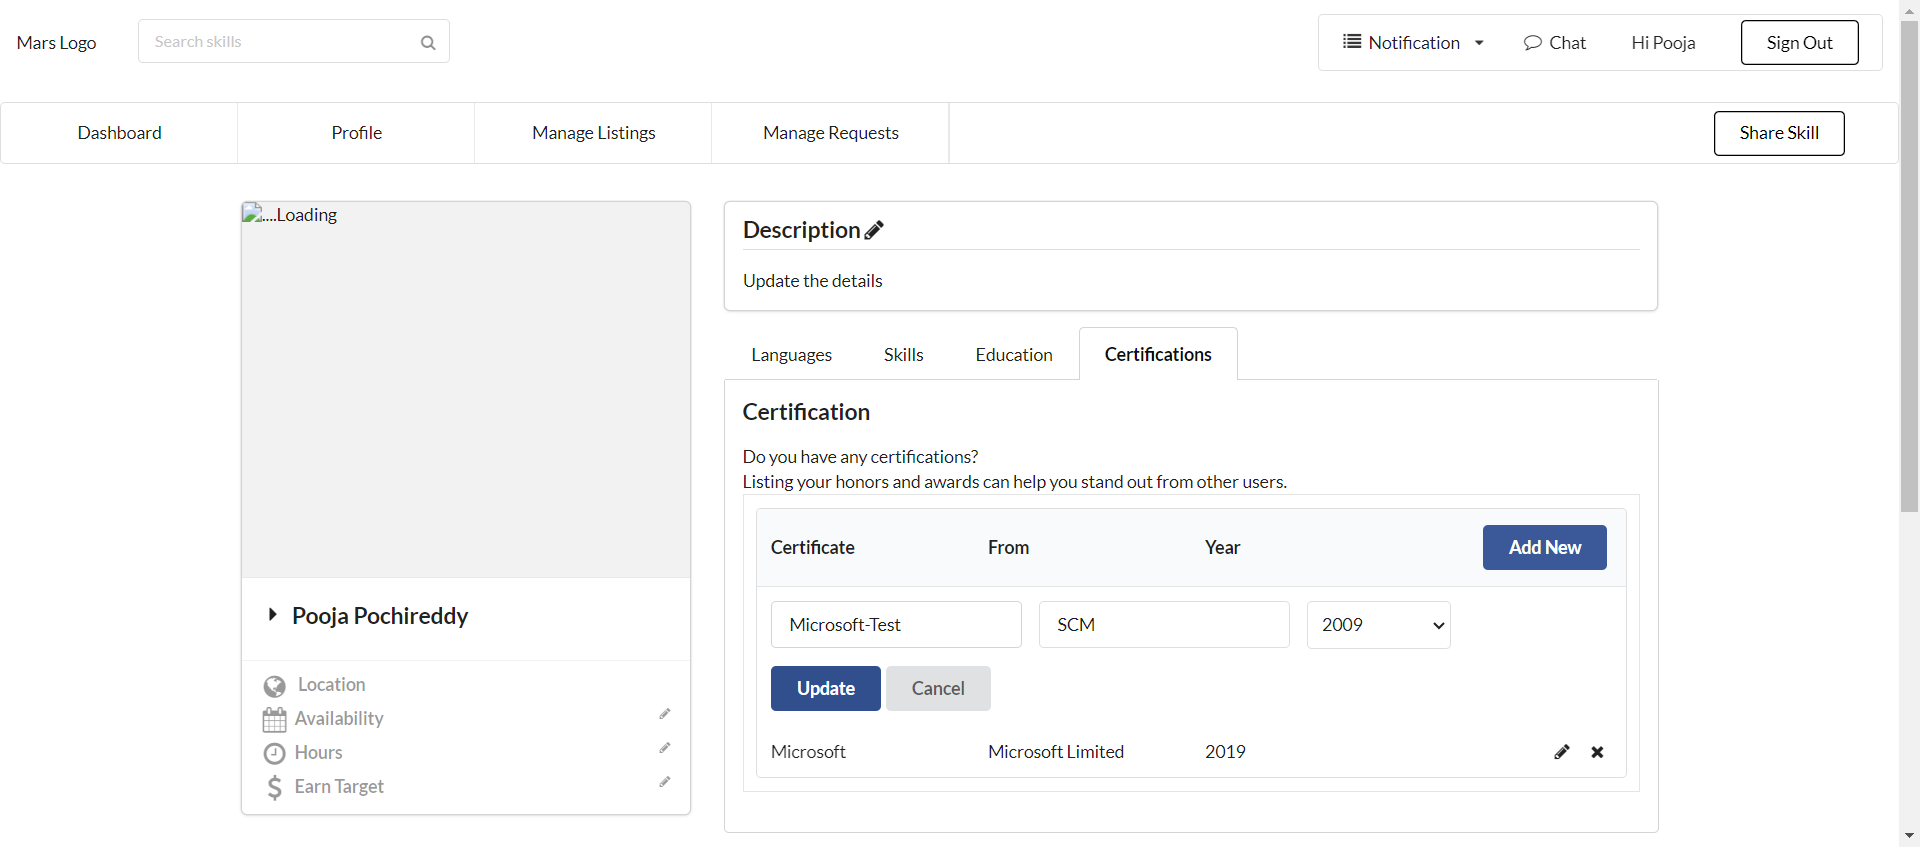 Mars Logo
Search skills
Notification
Chat
Hi Pooja
Sign Out
Dashboard
Profile
Manage Listings
Manage Requests
Share Skill
....Loading
Pooja Pochireddy
Location
Availability
Hours
Earn Target
Description
Update the details
Languages
Skills
Education
Certifications
Certification
Do you have any certifications?
Listing your honors and awards can help you stand out from other users.
Certificate From Year Add New
Microsoft-Test SCM 2009
Update Cancel
Microsoft Microsoft Limited 2019